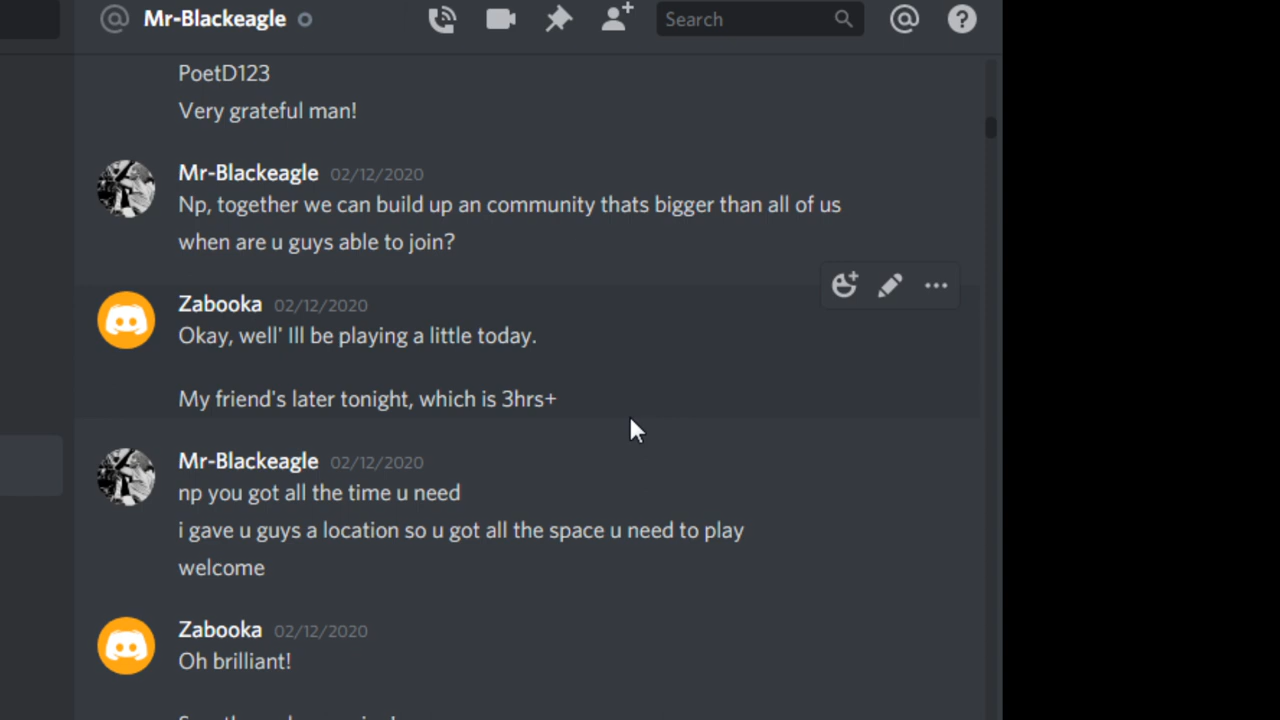 Mr-Blackeagle
Search
PoetD123
Very grateful man!
Mr-Blackeagle 02/12/2020
Np, together we can build up an community thats bigger than all of us
when are u guys able to join?
Zabooka 02/12/2020
Okay, well' Ill be playing a little today.
My friend's later tonight, which is 3hrs+
Mr-Blackeagle 02/12/2020
np you got all the time u need
i gave u guys a location so u got all the space u need to play
welcome
Zabooka 02/12/2020
Oh brilliant!